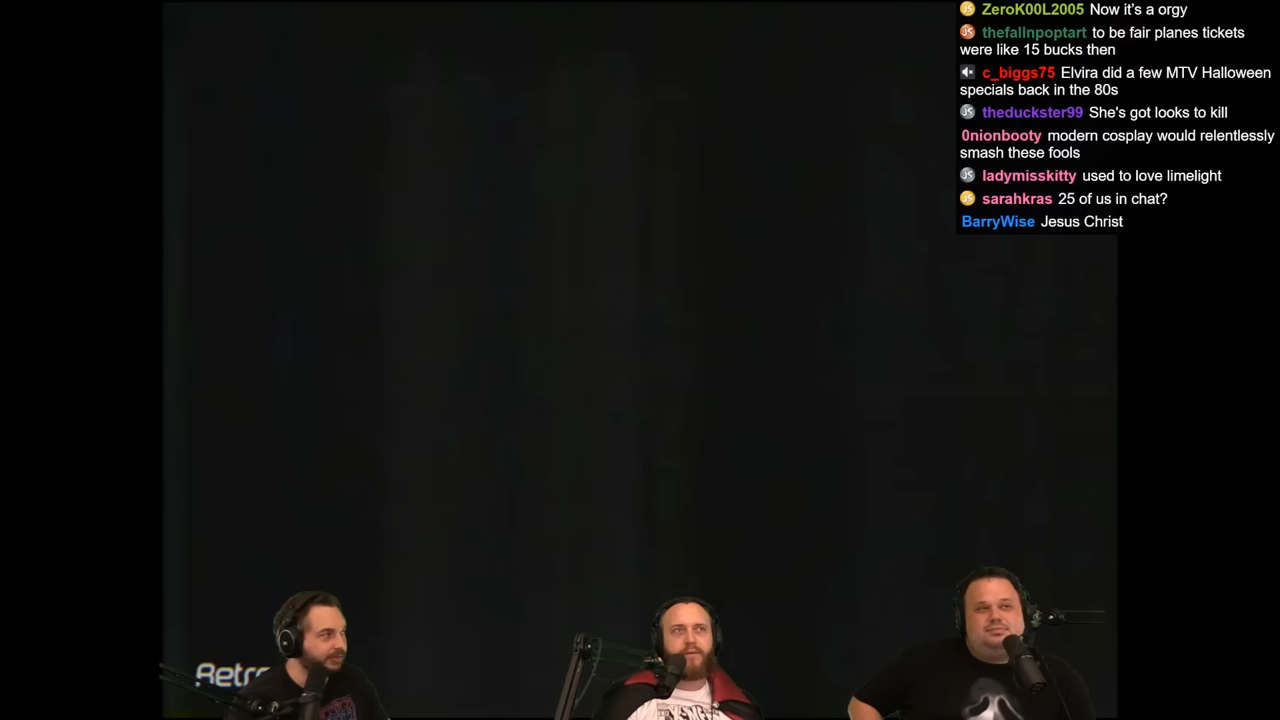 ZeroK00L2005 Now it's a orgy
thefallnpoptart to be fair planes tickets
were like 15 bucks then
c_biggs75 Elvira did a few MTV Halloween
specials back in the 80s
theduckster99 She's got looks to kill
0nionbooty modern cosplay would relentlessly
smash these fools
ladymisskitty used to love limelight
sarahkras 25 of us in chat?
BarryWise Jesus Christ
Retro